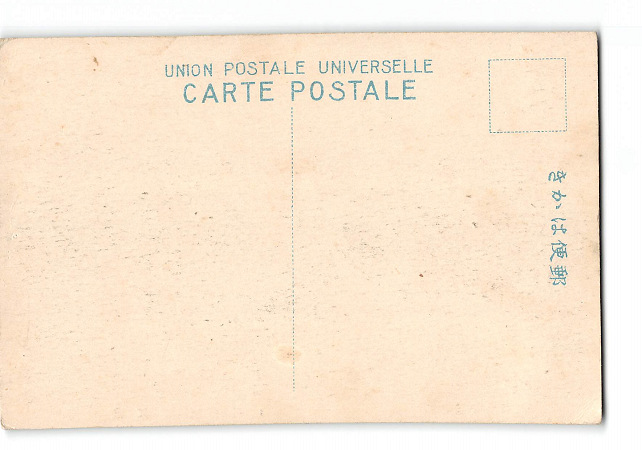 UNION POSTALE UNIVERSELLE
CARTE POSTALE
きかは便郵